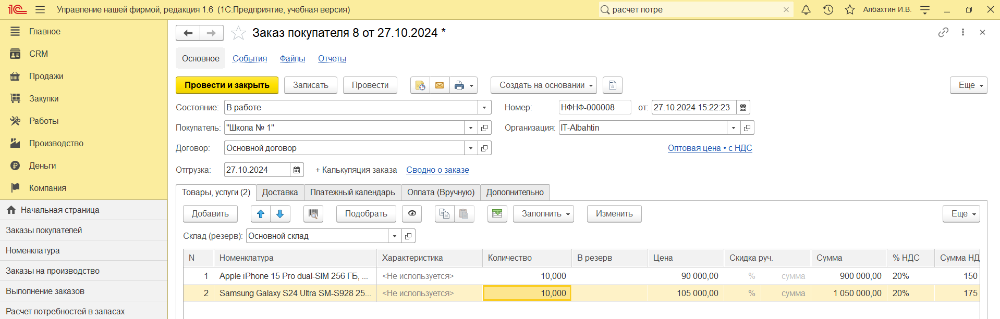 1С Управление нашей фирмой, редакция 1.6 (1С:Предприятие, учебная версия) расчет потре Албахтин И.В.
Главное
CRM
Продажи
Закупки
Работы
Производство
Деньги
Компания
Начальная страница
Заказы покупателей
Номенклатура
Заказы на производство
Выполнение заказов
Расчет потребностей в запасах
Заказ покупателя 8 от 27.10.2024 *
Основное События Файлы Отчеты
Провести и закрыть Записать Провести Создать на основании Еще
Состояние: В работе Номер: НФНФ-000008 от: 27.10.2024 15:22:23
Покупатель: "Школа № 1" Организация: IT-Albahtin
Договор: Основной договор Оптовая цена • с НДС
Отгрузка: 27.10.2024 + Калькуляция заказа Сводно о заказе
Товары, услуги (2) Доставка Платежный календарь Оплата (Вручную) Дополнительно
Добавить Подобрать Заполнить Изменить Еще
Склад (резерв): Основной склад
N Номенклатура Характеристика Количество В резерв Цена Скидка руч. Сумма % НДС Сумма НД
1 Apple iPhone 15 Pro dual-SIM 256 ГБ, ... <Не используется> 10,000 90 000,00 % сумма 900 000,00 20% 150
2 Samsung Galaxy S24 Ultra SM-S928 25... <Не используется> 10,000 105 000,00 % сумма 1 050 000,00 20% 175